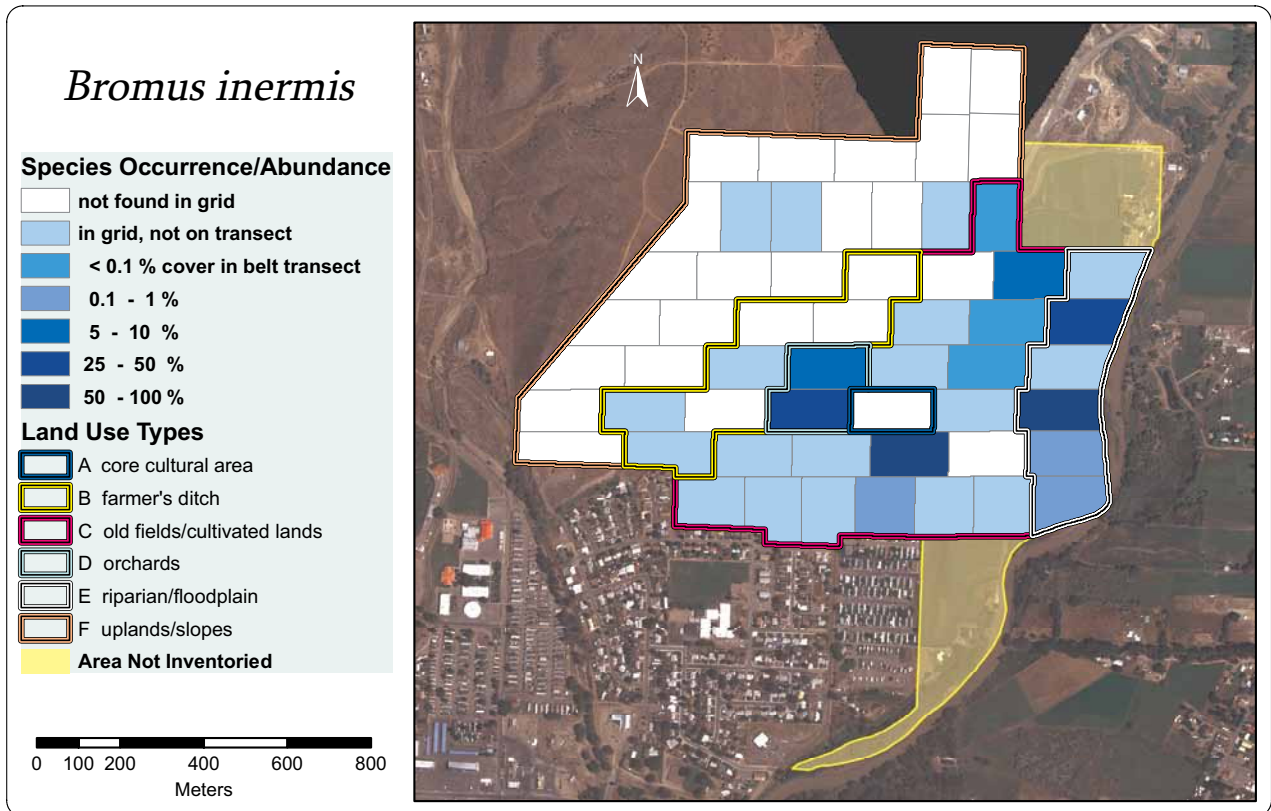 Bromus inermis
Species Occurrence/Abundance
not found in grid
in grid, not on transect
< 0.1 % cover in belt transect
0.1 - 1 %
5 - 10 %
25 - 50 %
50 - 100 %
Land Use Types
A core cultural area
B farmer's ditch
C old fields/cultivated lands
D orchards
E riparian/floodplain
F uplands/slopes
Area Not Inventoried
0 100 200 400 600 800
Meters
N